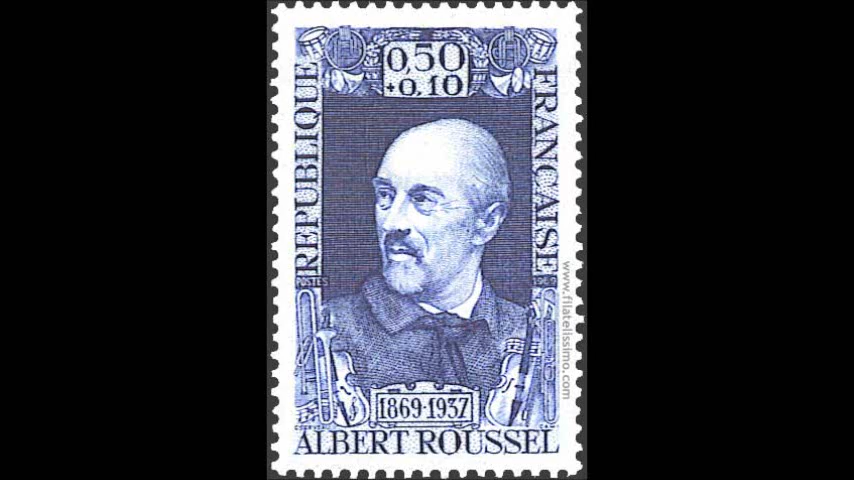 0,50
+0,10
REPUBLIQUE
FRANÇAISE
POSTES
1969
1869-1937
ALBERT ROUSSEL
www.filatelissimo.com